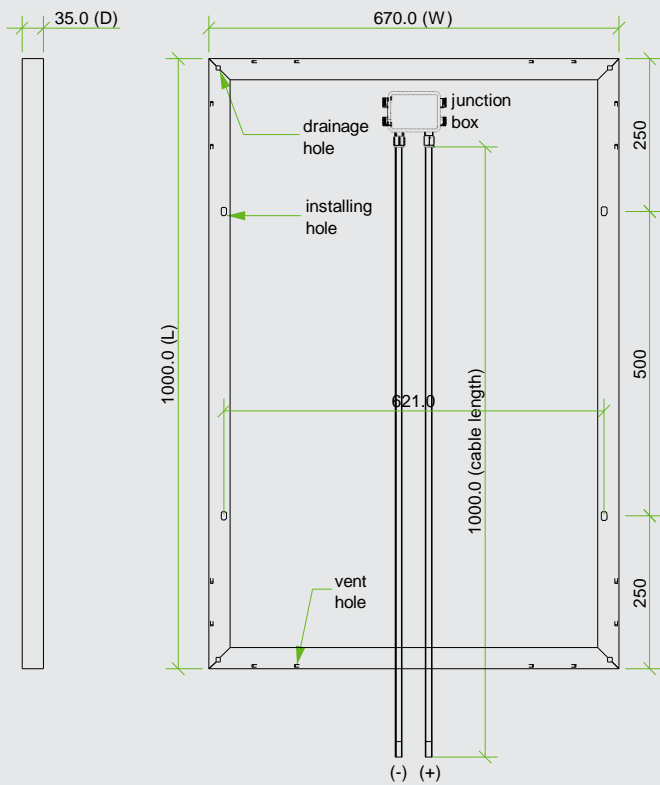 35.0 (D)
670.0 (W)
junction
box
drainage
hole
250
installing
hole
1000.0 (L)
621.0
1000.0 (cable length)
500
vent
hole
250
(-)
(+)